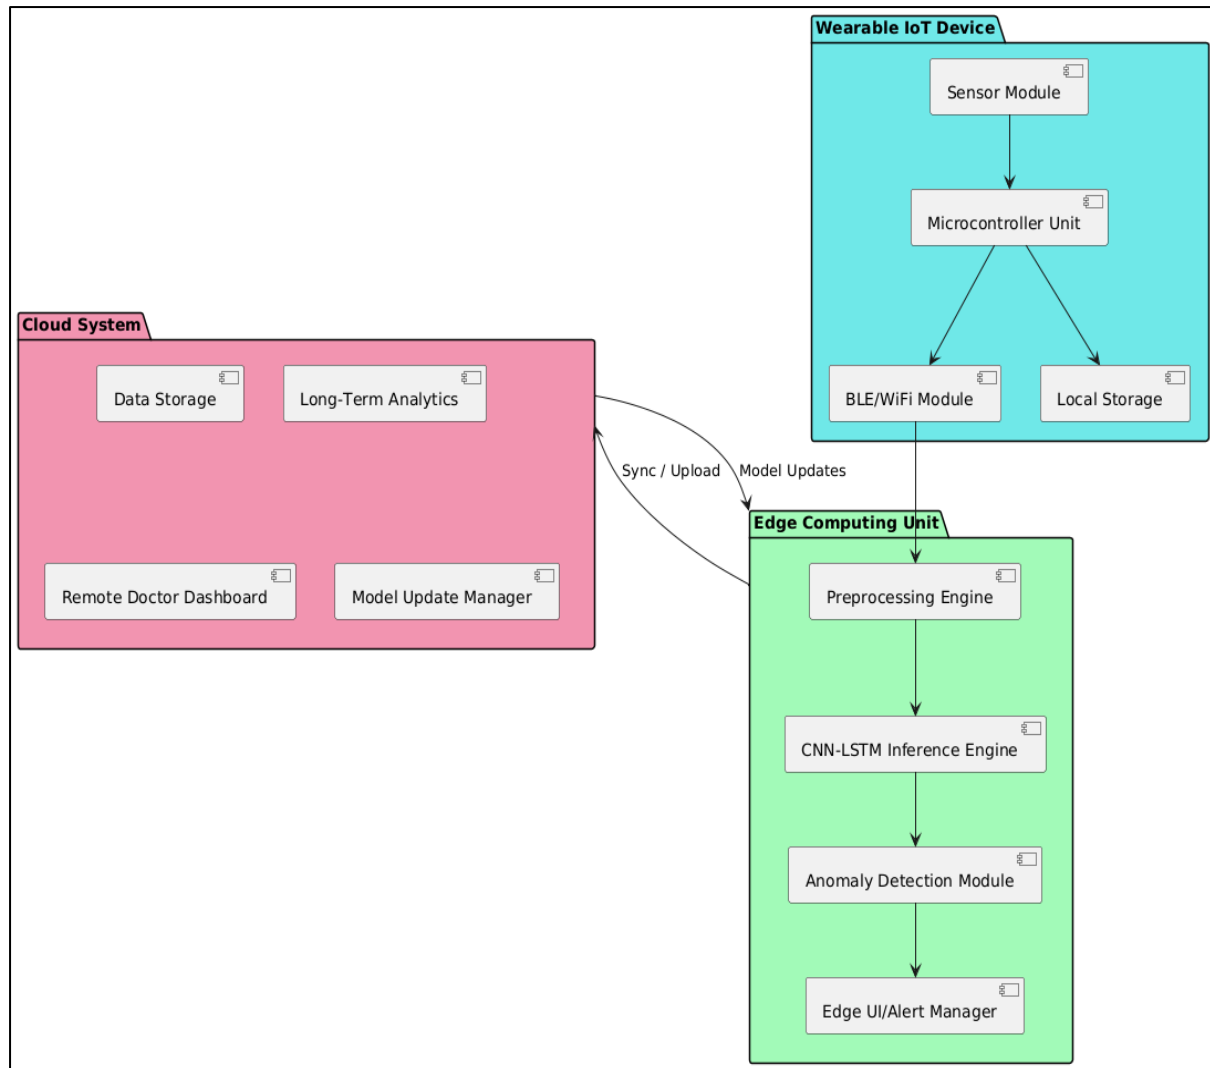 Wearable IoT Device
Sensor Module
Microcontroller Unit
BLE/WiFi Module
Local Storage
Cloud System
Data Storage
Long-Term Analytics
Remote Doctor Dashboard
Model Update Manager
Sync / Upload
Model Updates
Edge Computing Unit
Preprocessing Engine
CNN-LSTM Inference Engine
Anomaly Detection Module
Edge UI/Alert Manager